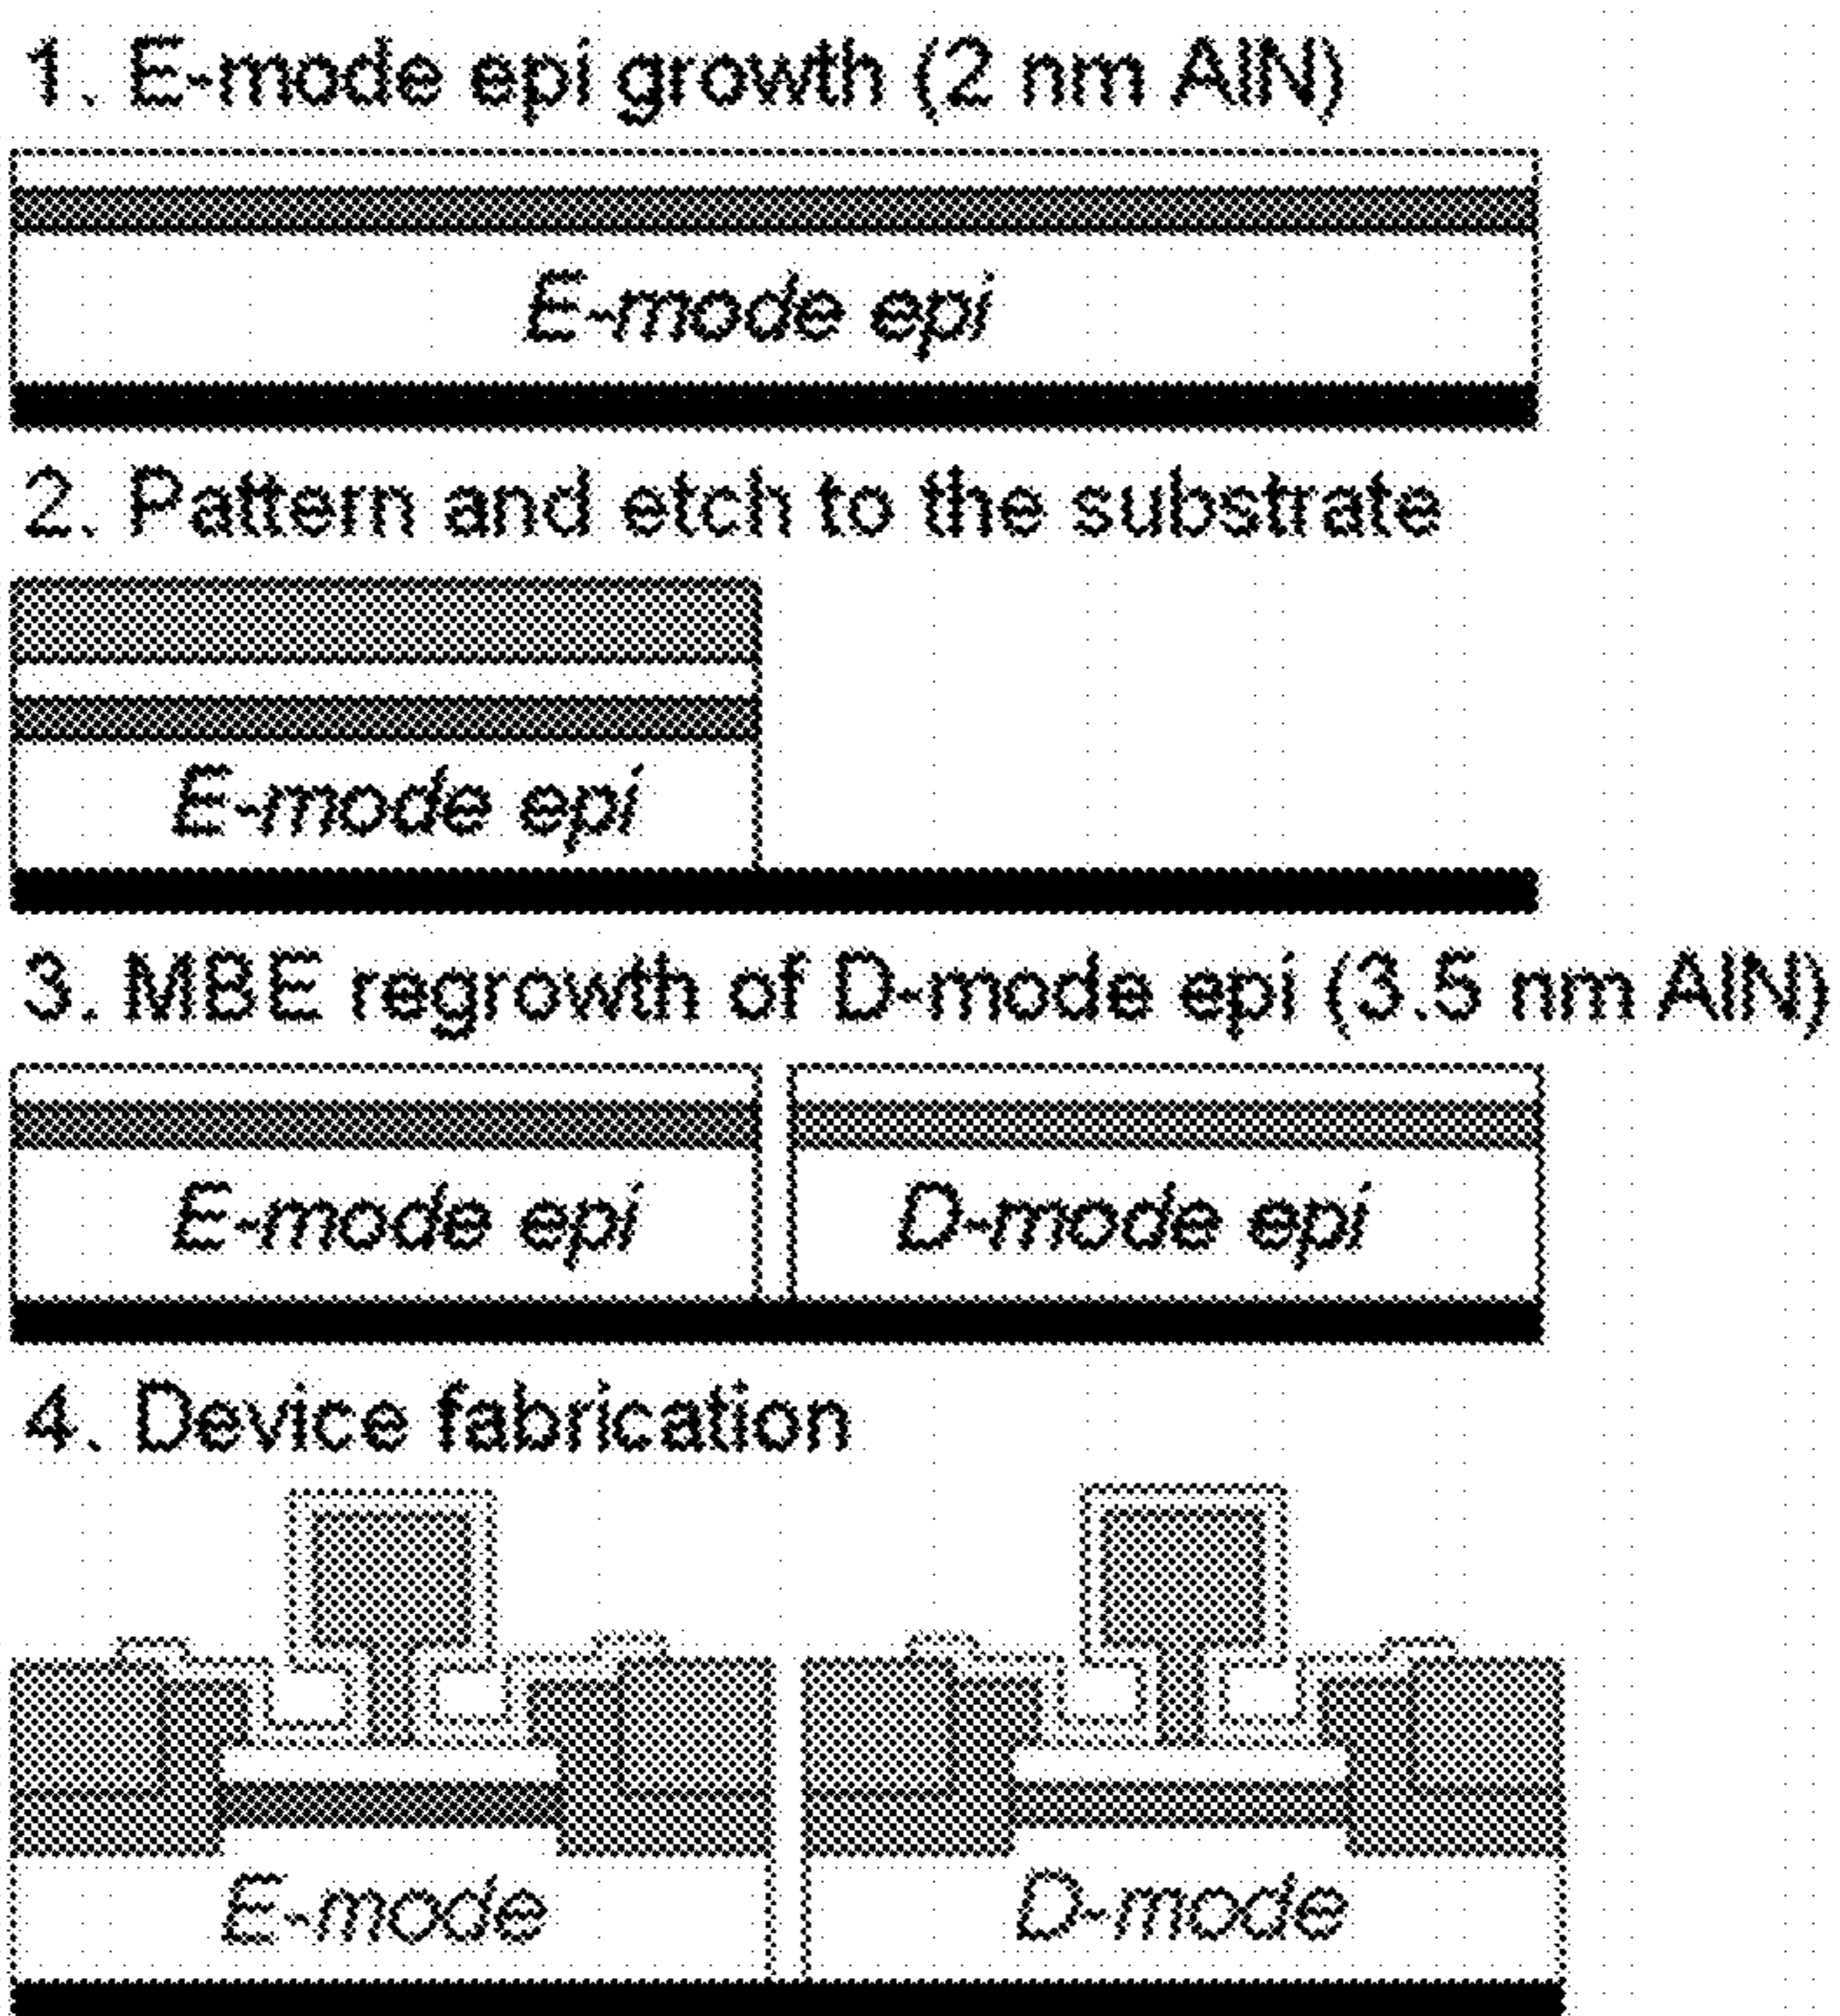 1. E-mode epi growth (2 nm AlN)
E-mode epi
2. Pattern and etch to the substrate
E-mode epi
3. MBE regrowth of D-mode epi (3.5 nm AlN)
E-mode epi
D-mode epi
4. Device fabrication
E-mode
D-mode